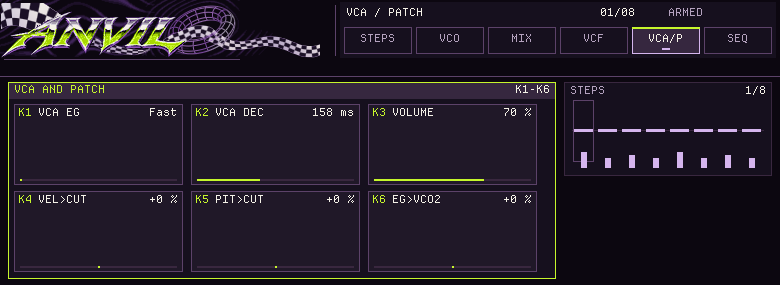 ANVIL
VCA / PATCH 01/08 ARMED
STEPS VCO MIX VCF VCA/P SEQ
VCA AND PATCH K1-K6
K1 VCA EG Fast
K2 VCA DEC 158 ms
K3 VOLUME 70 %
K4 VEL>CUT +0 %
K5 PIT>CUT +0 %
K6 EG>VCO2 +0 %
STEPS 1/8